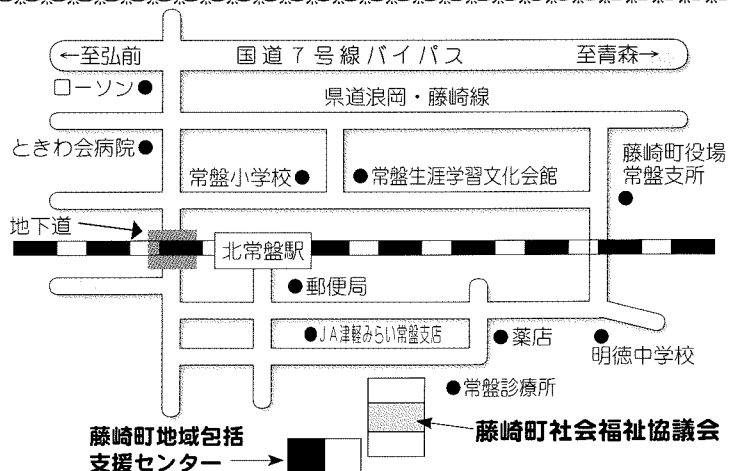 ←至弘前 国道7号線バイパス 至青森→
ローソン
県道浪岡・藤崎線
ときわ会病院
藤崎町役場
常盤支所
常盤小学校
常盤生涯学習文化会館
地下道
北常盤駅
郵便局
JA津軽みらい常盤支店
薬店
明徳中学校
常盤診療所
藤崎町社会福祉協議会
藤崎町地域包括
支援センター